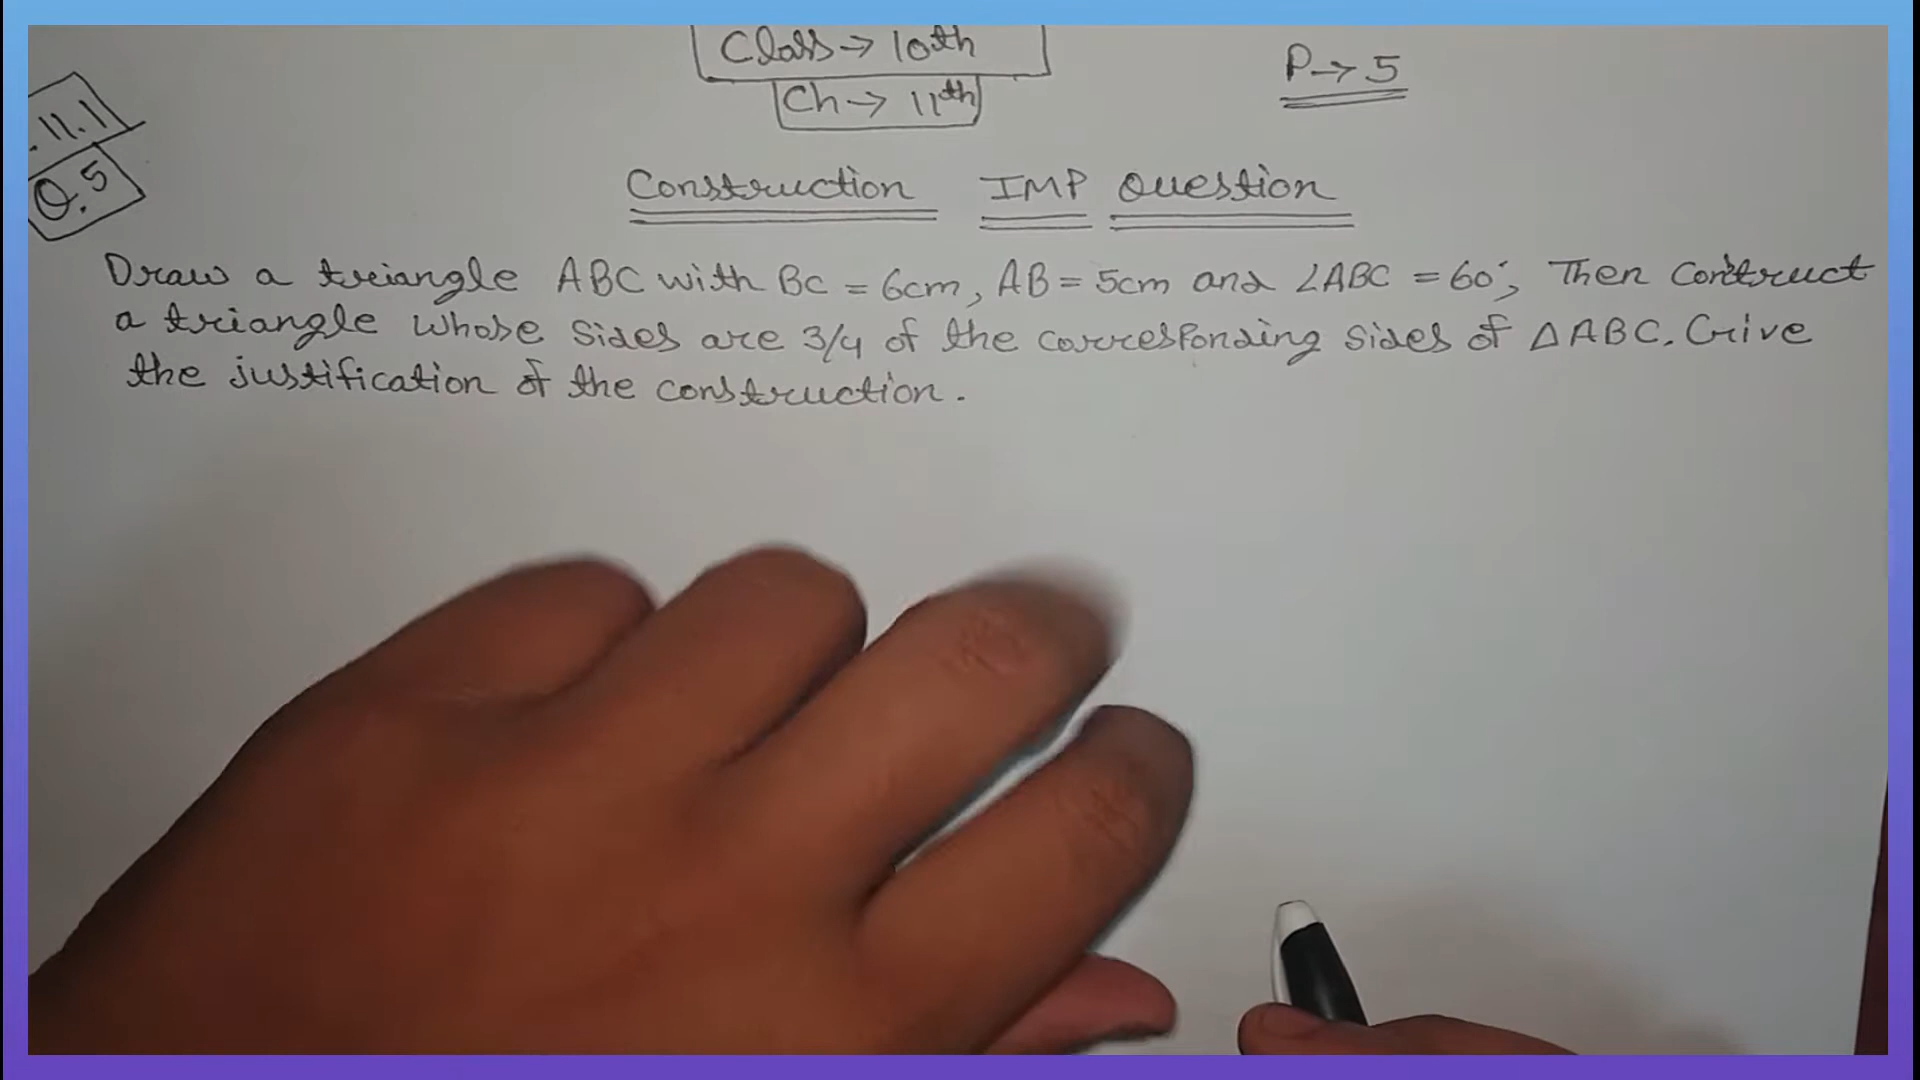 Class → 10th
Ch → 11th
P → 5
.11.1
Q.5
Construction IMP Question
Draw a triangle ABC with BC = 6cm, AB = 5cm and ∠ABC = 60°, Then construct
a triangle whose sides are 3/4 of the corresponding sides of △ABC. Give
the justification of the construction.